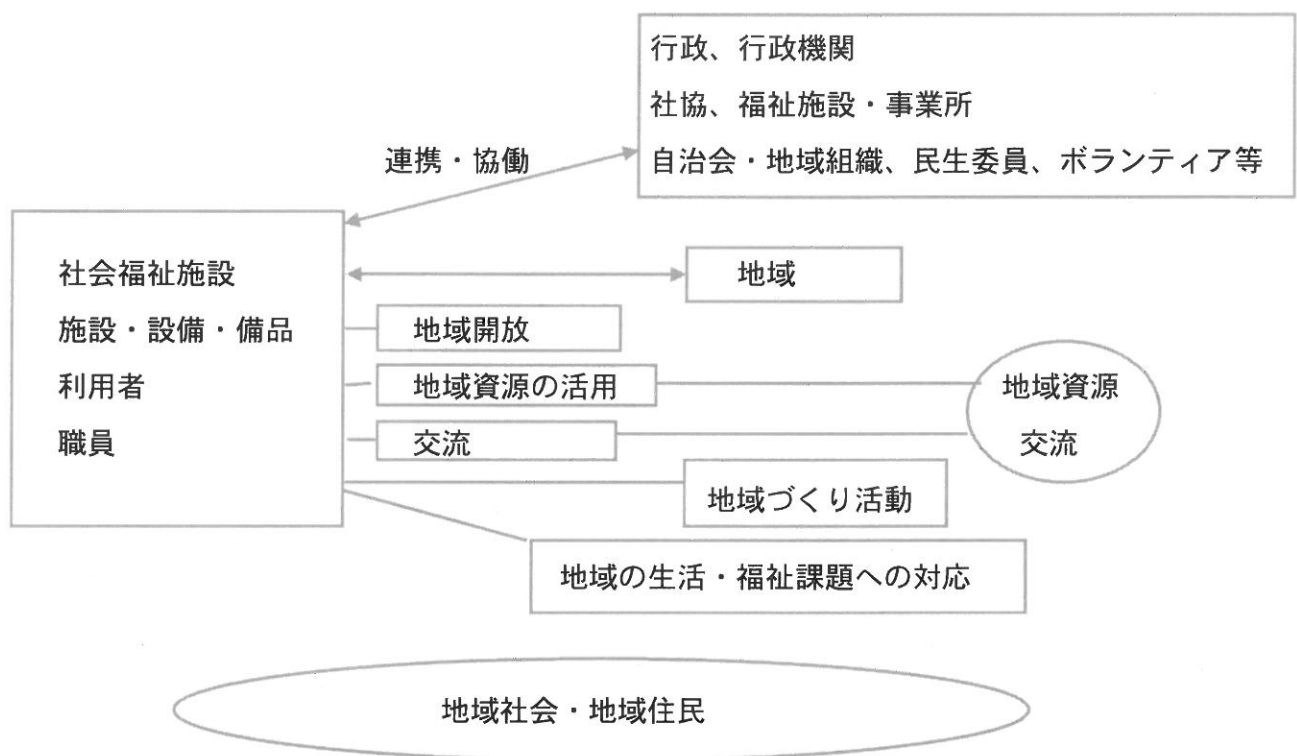 行政、行政機関
社協、福祉施設・事業所
自治会・地域組織、民生委員、ボランティア等
連携・協働
社会福祉施設
地域
施設・設備・備品
地域開放
利用者
地域資源の活用
地域資源
職員
交流
交流
地域づくり活動
地域の生活・福祉課題への対応
地域社会・地域住民